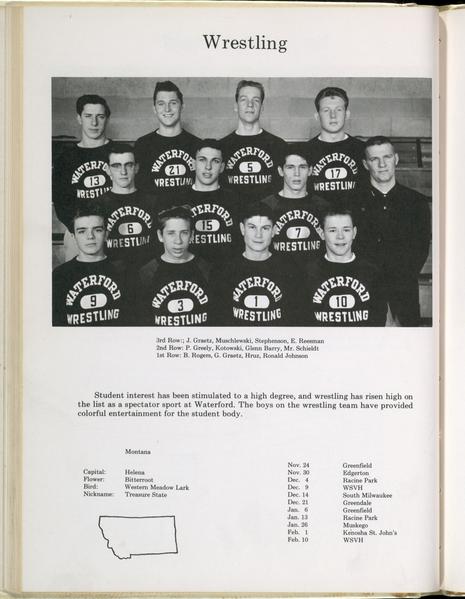 Wrestling
WATERFORD
13
WRESTLING
WATERFORD
21
WRESTLING
WATERFORD
5
WRESTLING
WATERFORD
17
WRESTLING
WATERFORD
6
WRESTLING
WATERFORD
15
WRESTLING
WATERFORD
7
WRESTLING
WATERFORD
9
WRESTLING
WATERFORD
3
WRESTLING
WATERFORD
1
WRESTLING
WATERFORD
10
WRESTLING
3rd Row:; J. Graetz, Muschlewski, Stephenson, E. Reesman
2nd Row: P. Greely, Kotowski, Glenn Barry, Mr. Schieldt
1st Row: B. Rogers, G. Graetz, Hruz, Ronald Johnson
Student interest has been stimulated to a high degree, and wrestling has risen high on
the list as a spectator sport at Waterford. The boys on the wrestling team have provided
colorful entertainment for the student body.
Montana
Capital: Helena
Flower: Bitterroot
Bird: Western Meadow Lark
Nickname: Treasure State
Nov. 24 Greenfield
Nov. 30 Edgerton
Dec. 4 Racine Park
Dec. 9 WSVH
Dec. 14 South Milwaukee
Dec. 21 Greendale
Jan. 6 Greenfield
Jan. 13 Racine Park
Jan. 26 Muskego
Feb. 1 Kenosha St. John's
Feb. 10 WSVH